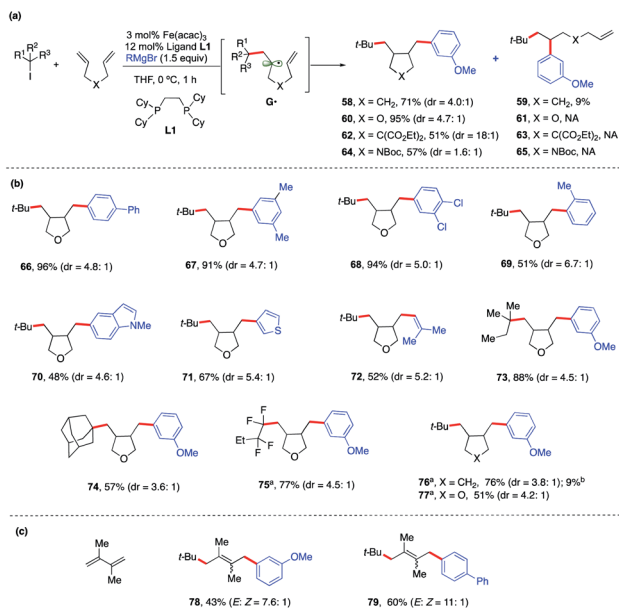 (a)
3 mol% Fe(acac)3
12 mol% Ligand L1
RMgBr (1.5 equiv)
THF, 0 ºC, 1 h
R1 R2 R3
I
+
X
Cy
Cy
P
P
Cy
Cy
L1
R1
R2
R3
X
G•
t-Bu
OMe
X
58, X = CH2, 71% (dr = 4.0:1)
60, X = O, 95% (dr = 4.7: 1)
62, X = C(CO2Et)2, 51% (dr = 18:1)
64, X = NBoc, 57% (dr = 1.6: 1)
+
t-Bu
X
OMe
59, X = CH2, 9%
61, X = O, NA
63, X = C(CO2Et)2, NA
65, X = NBoc, NA
(b)
t-Bu
Ph
O
66, 96% (dr = 4.8: 1)
t-Bu
Me
Me
O
67, 91% (dr = 4.7: 1)
t-Bu
Cl
Cl
O
68, 94% (dr = 5.0: 1)
t-Bu
Me
O
69, 51% (dr = 6.7: 1)
t-Bu
NMe
O
70, 48% (dr = 4.6: 1)
t-Bu
S
O
71, 67% (dr = 5.4: 1)
t-Bu
Me
Me
O
72, 52% (dr = 5.2: 1)
Me
Me
Me
OMe
O
73, 88% (dr = 4.5: 1)
O
OMe
74, 57% (dr = 3.6: 1)
F
F
Et
F
F
O
OMe
75a, 77% (dr = 4.5: 1)
t-Bu
OMe
X
76a, X = CH2, 76% (dr = 3.8: 1); 9%b
77a, X = O, 51% (dr = 4.2: 1)
(c)
Me
Me
t-Bu
Me
Me
OMe
78, 43% (E: Z = 7.6: 1)
t-Bu
Me
Me
Ph
79, 60% (E: Z = 11: 1)